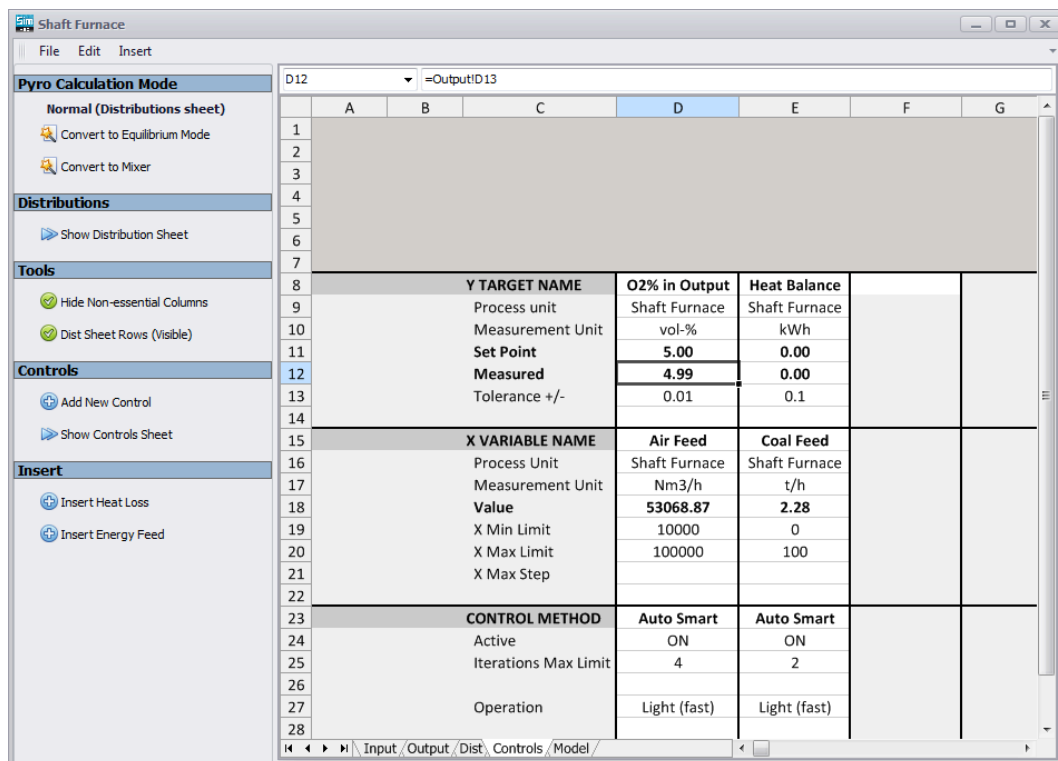 Sim Shaft Furnace
File Edit Insert
Pyro Calculation Mode
Normal (Distributions sheet)
Convert to Equilibrium Mode
Convert to Mixer
Distributions
Show Distribution Sheet
Tools
Hide Non-essential Columns
Dist Sheet Rows (Visible)
Controls
Add New Control
Show Controls Sheet
Insert
Insert Heat Loss
Insert Energy Feed
D12 =Output!D13
A B C D E F G
1
2
3
4
5
6
7
8 Y TARGET NAME O2% in Output Heat Balance
9 Process unit Shaft Furnace Shaft Furnace
10 Measurement Unit vol-% kWh
11 Set Point 5.00 0.00
12 Measured 4.99 0.00
13 Tolerance +/- 0.01 0.1
14
15 X VARIABLE NAME Air Feed Coal Feed
16 Process Unit Shaft Furnace Shaft Furnace
17 Measurement Unit Nm3/h t/h
18 Value 53068.87 2.28
19 X Min Limit 10000 0
20 X Max Limit 100000 100
21 X Max Step
22
23 CONTROL METHOD Auto Smart Auto Smart
24 Active ON ON
25 Iterations Max Limit 4 2
26
27 Operation Light (fast) Light (fast)
28
Input Output Dist Controls Model